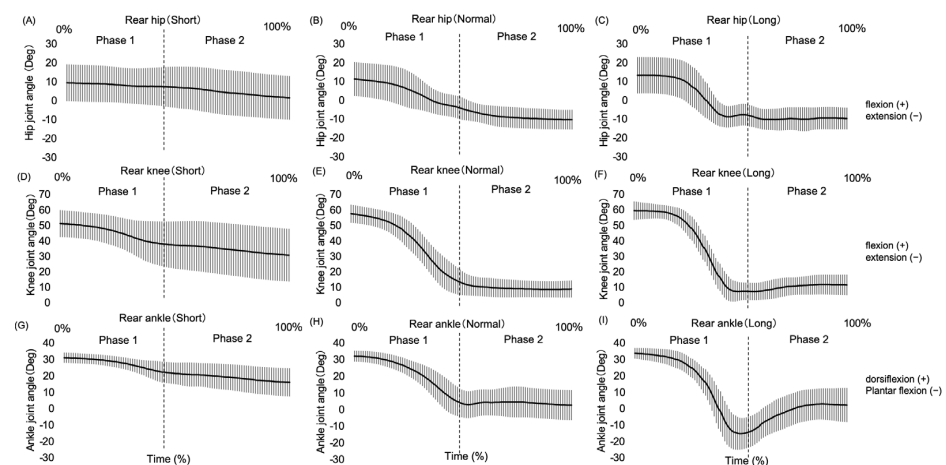 (A) Rear hip (Short)
0% 100%
Phase 1 Phase 2
Hip joint angle (Deg)
30
20
10
0
-10
-20
-30
(B) Rear hip (Normal)
0% 100%
Phase 1 Phase 2
Hip joint angle (Deg)
30
20
10
0
-10
-20
-30
(C) Rear hip (Long)
0% 100%
Phase 1 Phase 2
Hip joint angle (Deg)
30
20
10
0
-10
-20
-30
flexion (+)
extension (−)
(D) Rear knee (Short)
0% 100%
Phase 1 Phase 2
Knee joint angle (Deg)
70
60
50
40
30
20
10
0
(E) Rear knee (Normal)
0% 100%
Phase 1 Phase 2
Knee joint angle (Deg)
70
60
50
40
30
20
10
0
(F) Rear knee (Long)
0% 100%
Phase 1 Phase 2
Knee joint angle (Deg)
70
60
50
40
30
20
10
0
flexion (+)
extension (−)
(G) Rear ankle (Short)
0% 100%
Phase 1 Phase 2
Ankle joint angle (Deg)
40
30
20
10
0
-10
-20
-30
Time (%)
(H) Rear ankle (Normal)
0% 100%
Phase 1 Phase 2
Ankle joint angle (Deg)
40
30
20
10
0
-10
-20
-30
(I) Rear ankle (Long)
0% 100%
Phase 1 Phase 2
Ankle joint angle (Deg)
40
30
20
10
0
-10
-20
-30
Time (%)
dorsiflexion (+)
Plantar flexion (−)